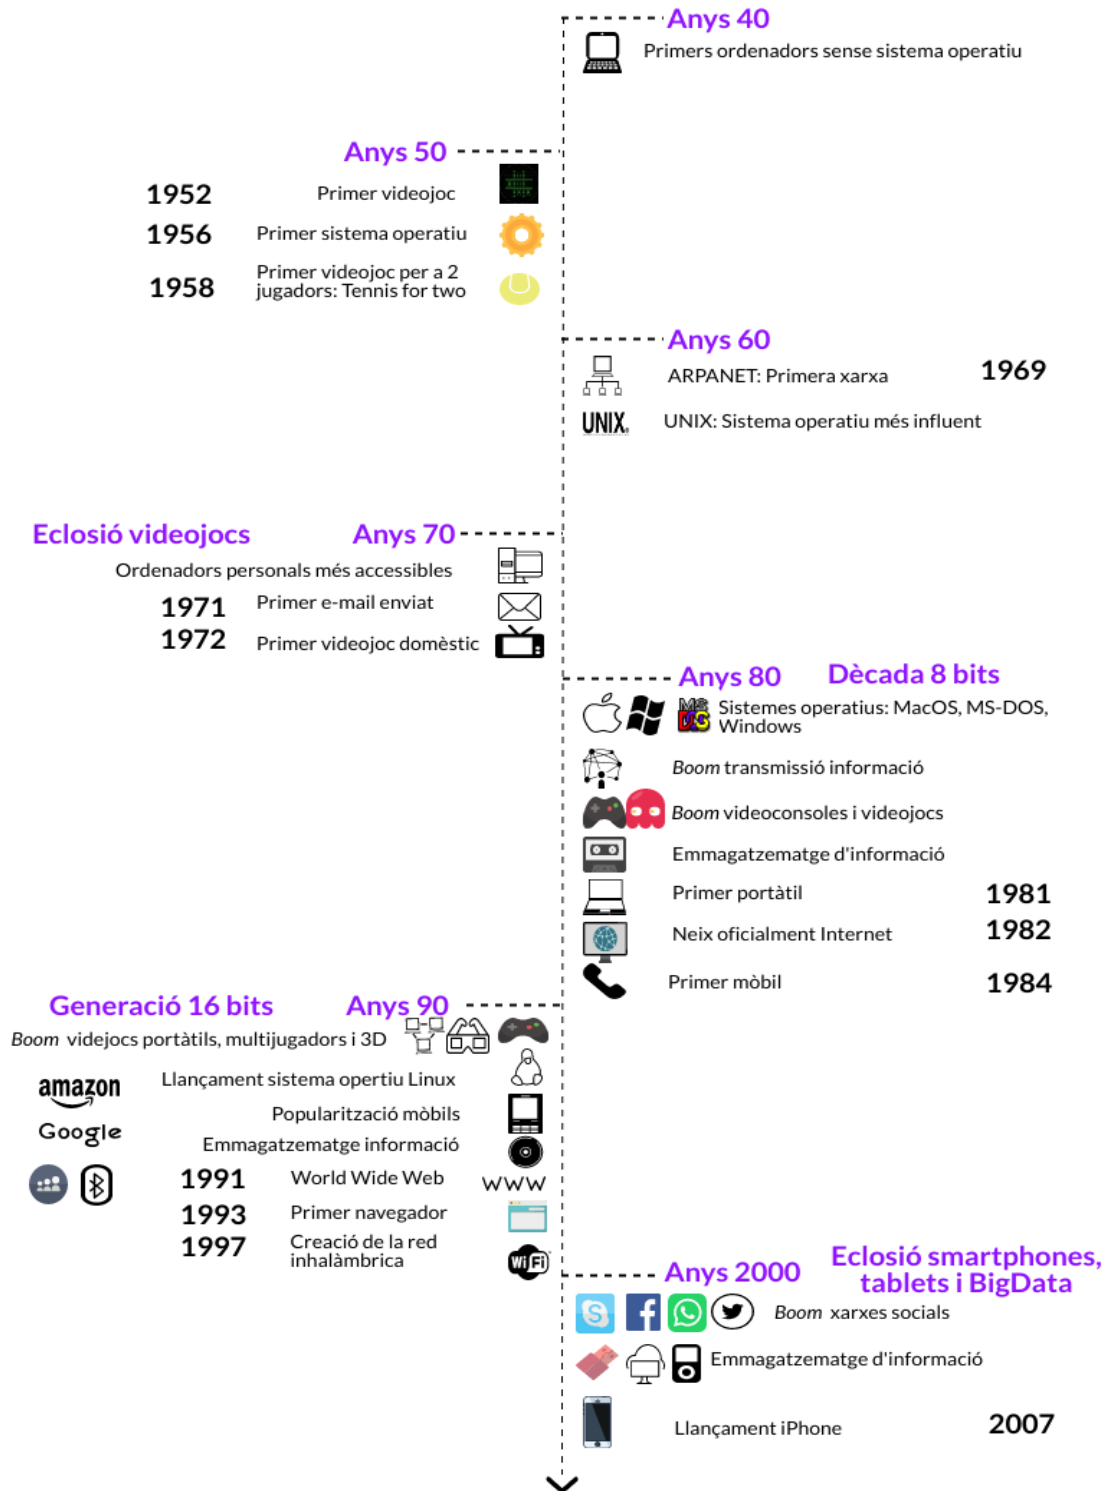 Anys 40
Primers ordenadors sense sistema operatiu
Anys 50
1952 Primer videojoc
1956 Primer sistema operatiu
1958 Primer videojoc per a 2
jugadors: Tennis for two
Anys 60
ARPANET: Primera xarxa 1969
UNIX. UNIX: Sistema operatiu més influent
Eclosió videojocs Anys 70
Ordenadors personals més accessibles
1971 Primer e-mail enviat
1972 Primer videojoc domèstic
Anys 80 Dècada 8 bits
MS DOS Sistemes operatius: MacOS, MS-DOS,
Windows
Boom transmissió informació
Boom videoconsoles i videojocs
Emmagatzematge d'informació
Primer portàtil 1981
Neix oficialment Internet 1982
Primer mòbil 1984
Generació 16 bits Anys 90
Boom videjocs portàtils, multijugadors i 3D
amazon Llançament sistema opertiu Linux
Popularització mòbils
Google
Emmagatzematge informació
1991 World Wide Web WWW
1993 Primer navegador
1997 Creació de la red
inhalàmbrica WiFi
Anys 2000 Eclosió smartphones,
tablets i BigData
Boom xarxes socials
Emmagatzematge d'informació
Llançament iPhone 2007